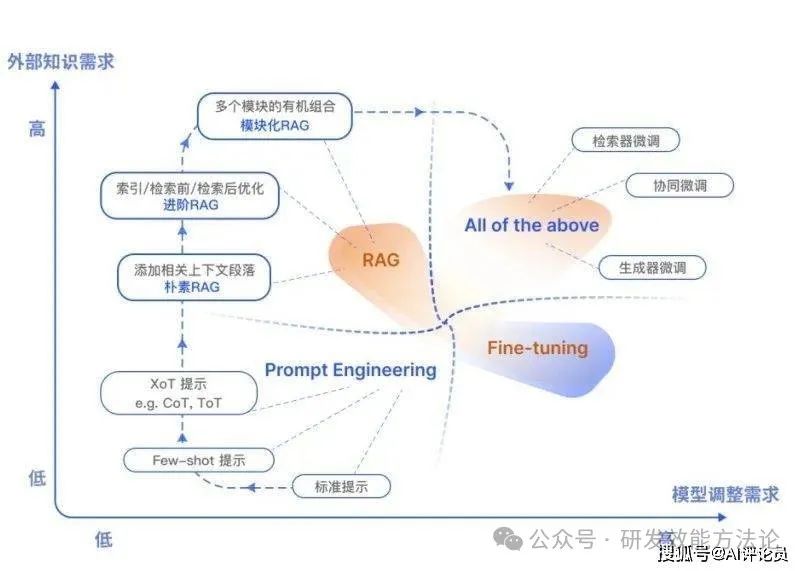 外部知识需求
高
多个模块的有机组合
模块化RAG
检索器微调
索引/检索前/检索后优化
进阶RAG
协同微调
All of the above
RAG
添加相关上下文段落
朴素RAG
生成器微调
Fine-tuning
Prompt Engineering
XoT 提示
e.g. CoT, ToT
Few-shot 提示
标准提示
低
模型调整需求
低
高
公众号 · 研发效能方法论
搜狐号@AI评论员